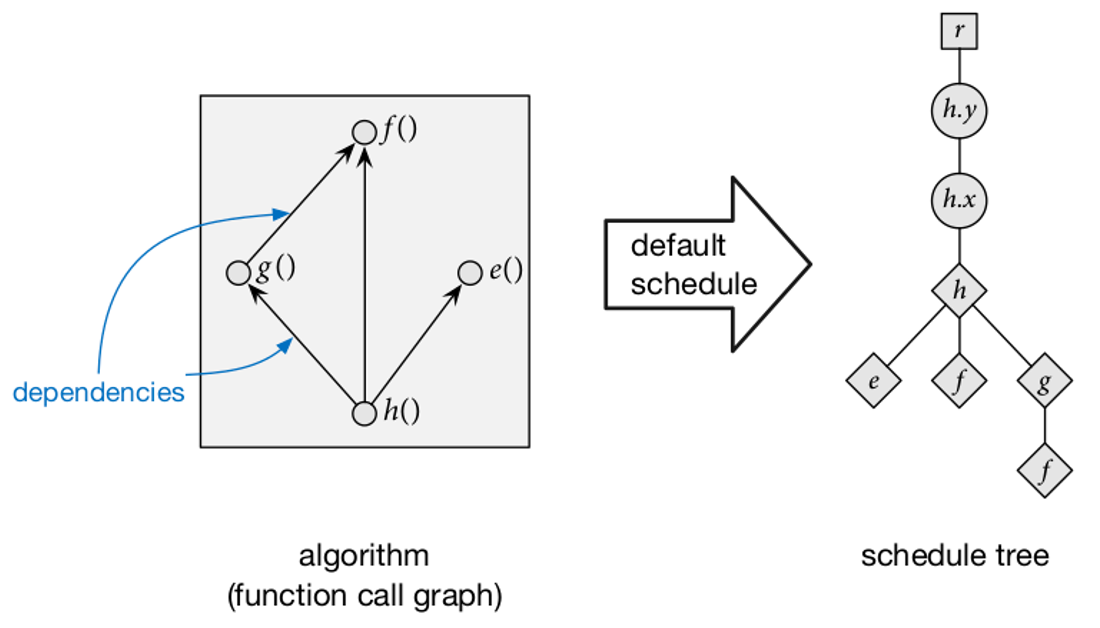 f()
g()
e()
h()
dependencies
algorithm
(function call graph)
default
schedule
r
h.y
h.x
h
e
f
g
f
schedule tree